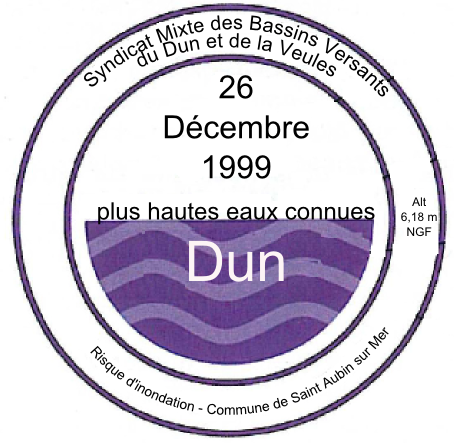 Syndicat Mixte des Bassins Versants
du Dun et de la Veules
26
Décembre
1999
plus hautes eaux connues
Dun
Alt
6,18 m
NGF
Risque d'inondation - Commune de Saint Aubin sur Mer